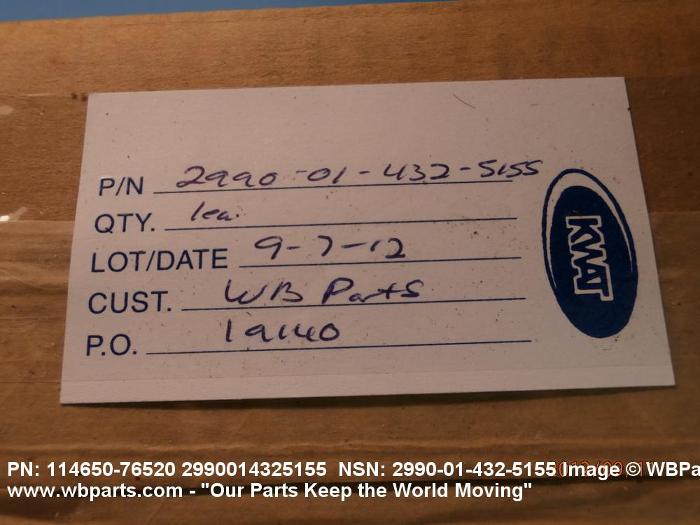 P/N 2990-01-432-5155
QTY. 1ea.
LOT/DATE 9-7-12
CUST. WB Parts
P.O. 19140
KWAT
PN: 114650-76520 2990014325155 NSN: 2990-01-432-5155 Image © WBPa
www.wbparts.com - "Our Parts Keep the World Moving"